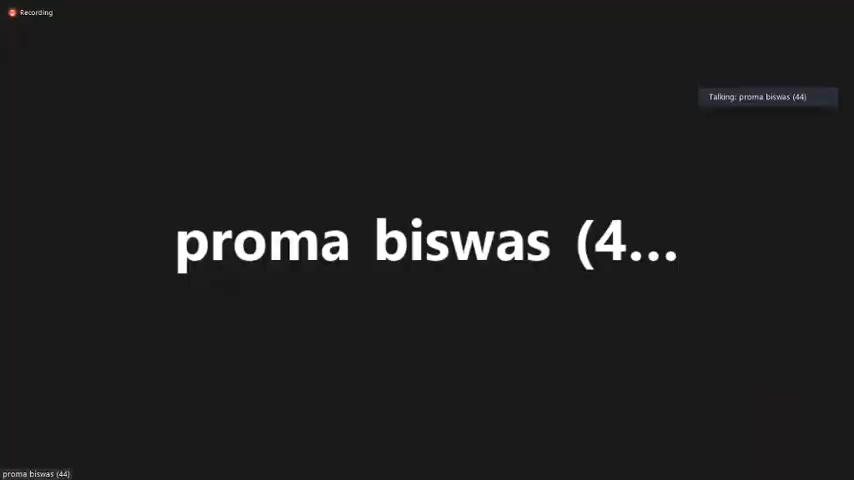 Recording
Talking: proma biswas (44)
proma biswas (4...
proma biswas (44)